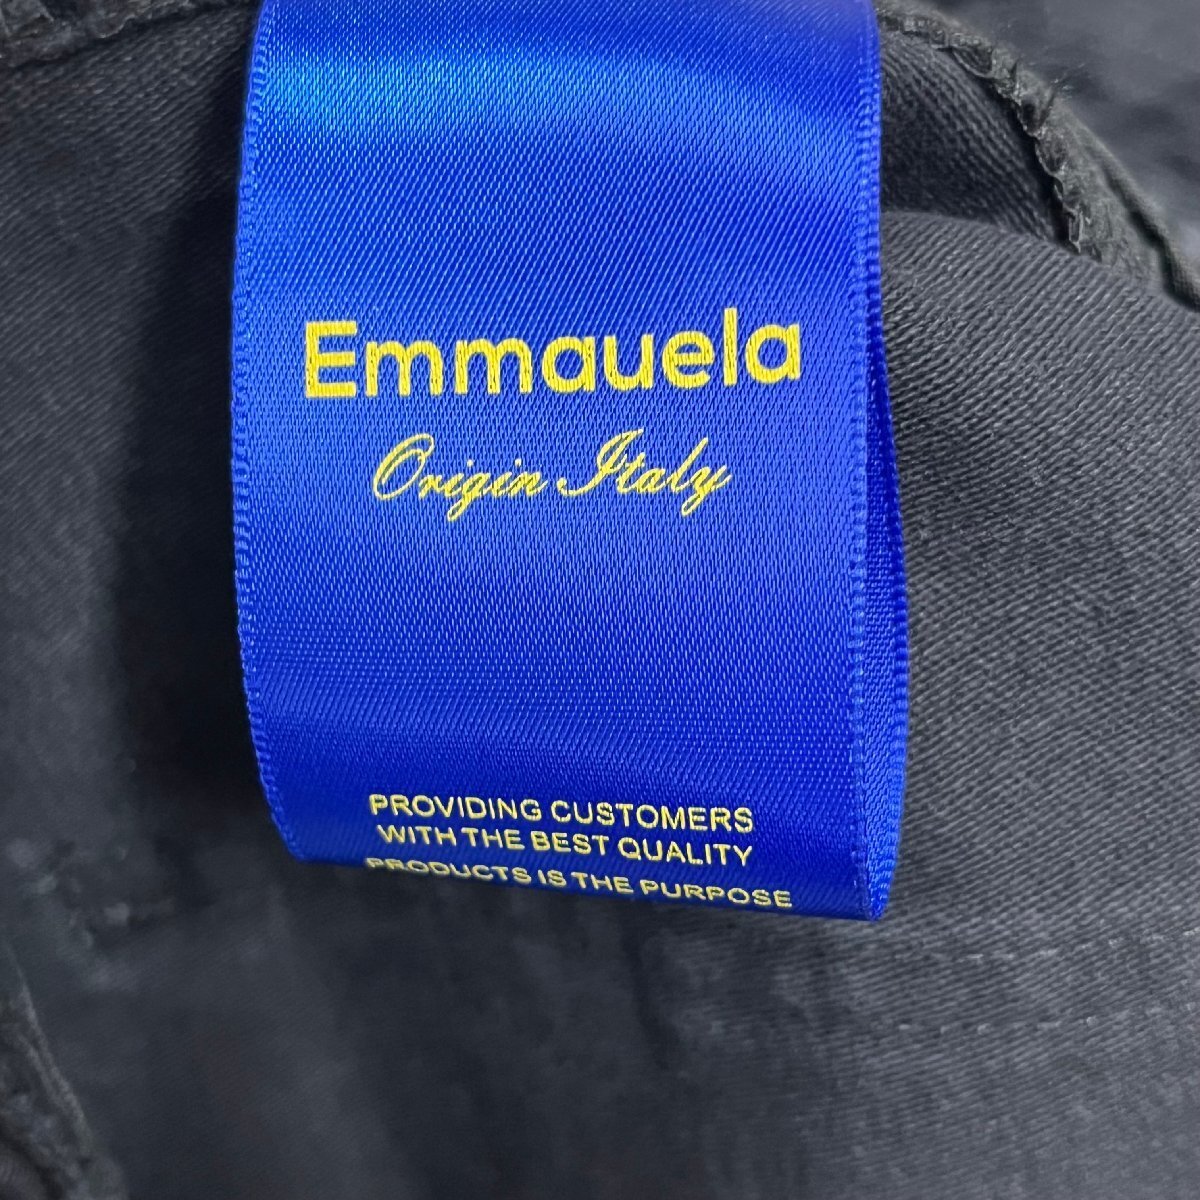 Emmauela
Origin Italy
PROVIDING CUSTOMERS
WITH THE BEST QUALITY
PRODUCTS IS THE PURPOSE